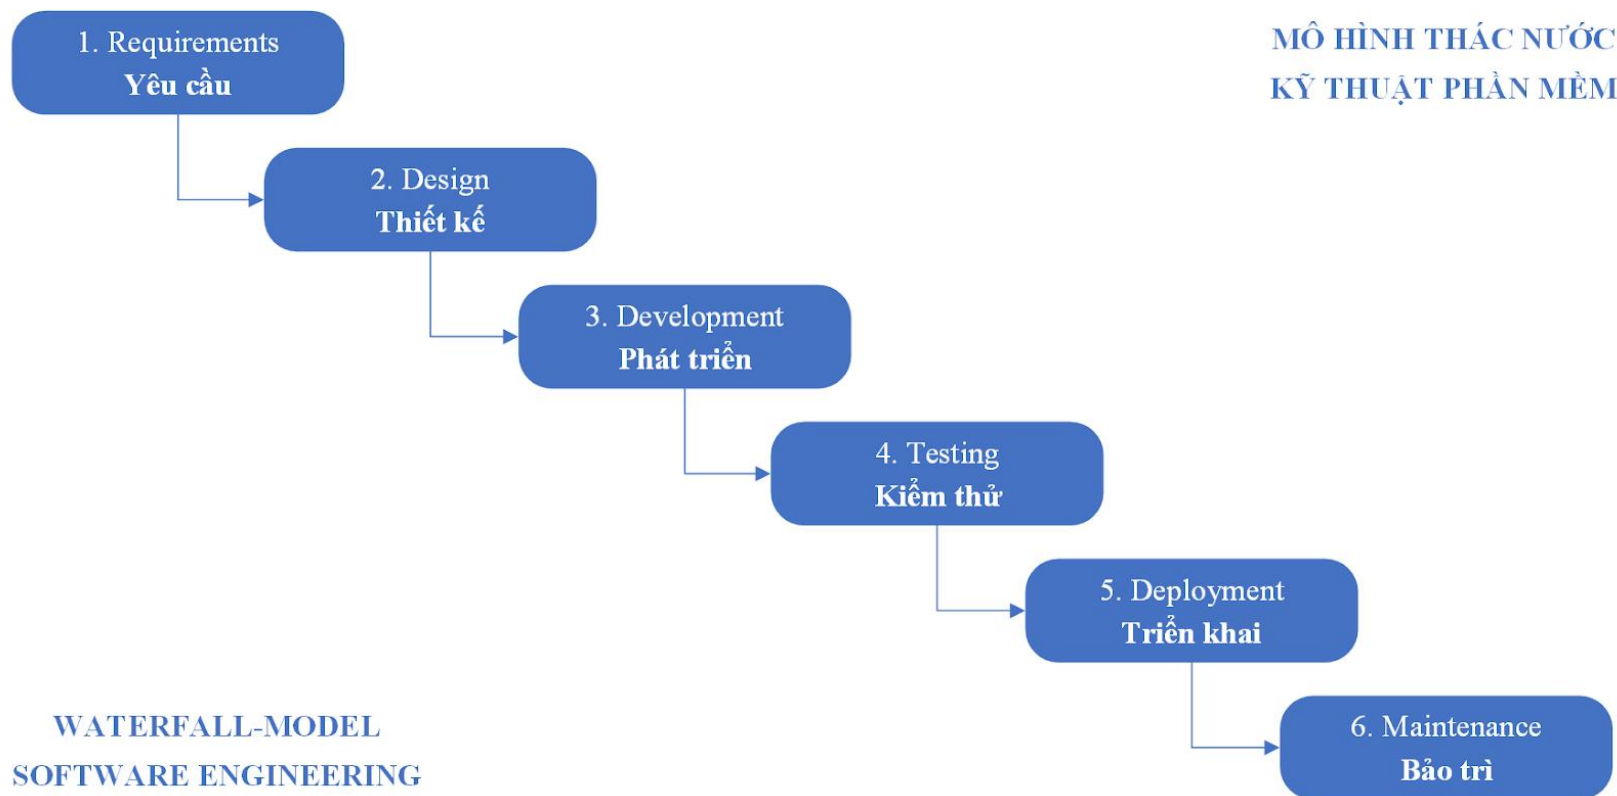 1. Requirements
Yêu cầu
MÔ HÌNH THÁC NƯỚC
KỸ THUẬT PHẦN MỀM
2. Design
Thiết kế
3. Development
Phát triển
4. Testing
Kiểm thử
5. Deployment
Triển khai
6. Maintenance
Bảo trì
WATERFALL-MODEL
SOFTWARE ENGINEERING